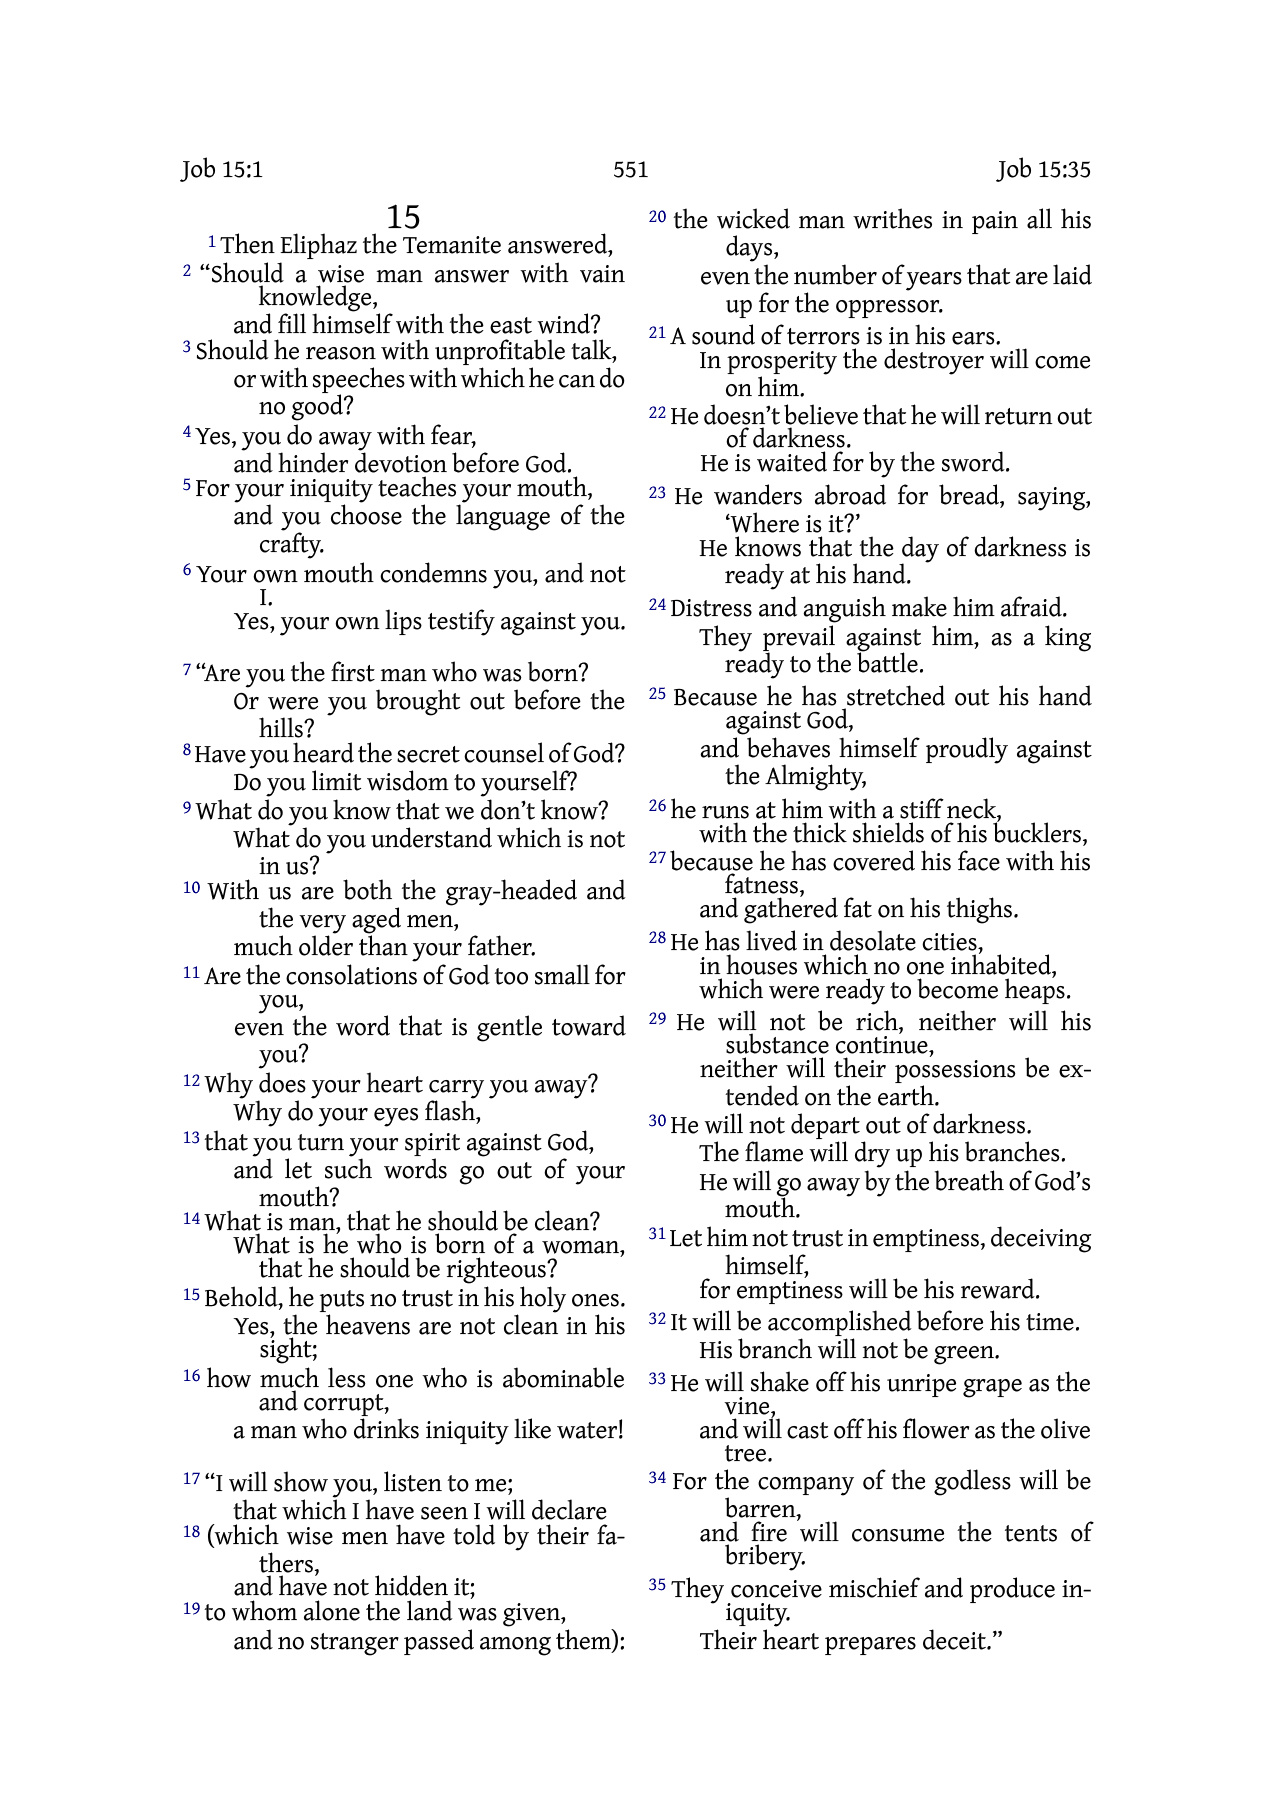 Job 15:1 551 Job 15:35
15
1 Then Eliphaz the Temanite answered,
2 “Should a wise man answer with vain
knowledge,
and fill himself with the east wind?
3 Should he reason with unprofitable talk,
or with speeches with which he can do
no good?
4 Yes, you do away with fear,
and hinder devotion before God.
5 For your iniquity teaches your mouth,
and you choose the language of the
crafty.
6 Your own mouth condemns you, and not
I.
Yes, your own lips testify against you.
7 “Are you the first man who was born?
Or were you brought out before the
hills?
8 Have you heard the secret counsel of God?
Do you limit wisdom to yourself?
9 What do you know that we don’t know?
What do you understand which is not
in us?
10 With us are both the gray-headed and
the very aged men,
much older than your father.
11 Are the consolations of God too small for
you,
even the word that is gentle toward
you?
12 Why does your heart carry you away?
Why do your eyes flash,
13 that you turn your spirit against God,
and let such words go out of your
mouth?
14 What is man, that he should be clean?
What is he who is born of a woman,
that he should be righteous?
15 Behold, he puts no trust in his holy ones.
Yes, the heavens are not clean in his
sight;
16 how much less one who is abominable
and corrupt,
a man who drinks iniquity like water!
17 “I will show you, listen to me;
that which I have seen I will declare
18 (which wise men have told by their fa-
thers,
and have not hidden it;
19 to whom alone the land was given,
and no stranger passed among them):
20 the wicked man writhes in pain all his
days,
even the number of years that are laid
up for the oppressor.
21 A sound of terrors is in his ears.
In prosperity the destroyer will come
on him.
22 He doesn’t believe that he will return out
of darkness.
He is waited for by the sword.
23 He wanders abroad for bread, saying,
‘Where is it?’
He knows that the day of darkness is
ready at his hand.
24 Distress and anguish make him afraid.
They prevail against him, as a king
ready to the battle.
25 Because he has stretched out his hand
against God,
and behaves himself proudly against
the Almighty,
26 he runs at him with a stiff neck,
with the thick shields of his bucklers,
27 because he has covered his face with his
fatness,
and gathered fat on his thighs.
28 He has lived in desolate cities,
in houses which no one inhabited,
which were ready to become heaps.
29 He will not be rich, neither will his
substance continue,
neither will their possessions be ex-
tended on the earth.
30 He will not depart out of darkness.
The flame will dry up his branches.
He will go away by the breath of God’s
mouth.
31 Let him not trust in emptiness, deceiving
himself,
for emptiness will be his reward.
32 It will be accomplished before his time.
His branch will not be green.
33 He will shake off his unripe grape as the
vine,
and will cast off his flower as the olive
tree.
34 For the company of the godless will be
barren,
and fire will consume the tents of
bribery.
35 They conceive mischief and produce in-
iquity.
Their heart prepares deceit.”